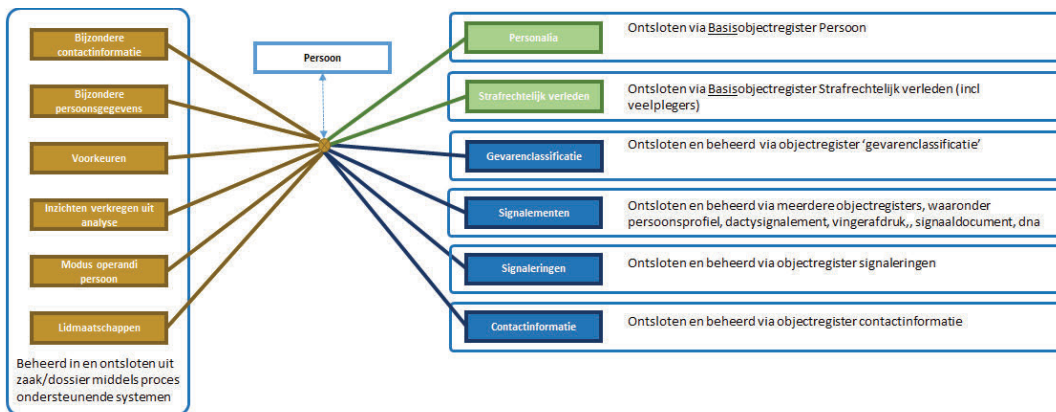 Bijzondere
contactinformatie
Bijzondere
persoonsgegevens
Voorkeuren
Inzichten verkregen uit
analyse
Modus operandi
persoon
Lidmaatschappen
Beheerd in en ontsloten uit
zaak/dossier middels proces
ondersteunende systemen
Persoon
Personalia
Ontsloten via Basisobjectregister Persoon
Strafrechtelijk verleden
Ontsloten via Basisobjectregister Strafrechtelijk verleden (incl
veelplegers)
Gevarenclassificatie
Ontsloten en beheerd via objectregister ‘gevarenclassificatie’
Signalementen
Ontsloten en beheerd via meerdere objectregisters, waaronder
persoonsprofiel, dactysignalement, vingerafdruk,, signaaldocument, dna
Signaleringen
Ontsloten en beheerd via objectregister signaleringen
Contactinformatie
Ontsloten en beheerd via objectregister contactinformatie